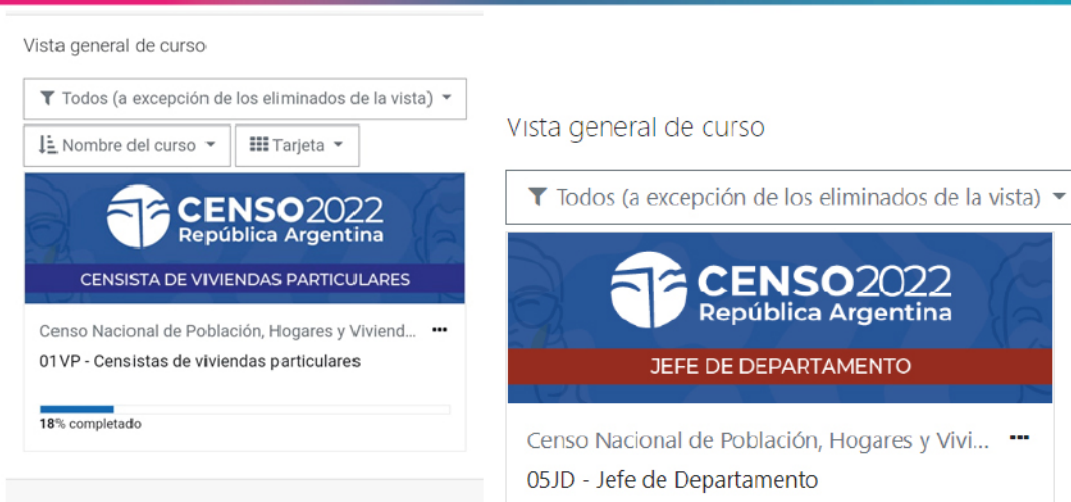 Vista general de curso
Todos (a excepción de los eliminados de la vista)
Nombre del curso
Tarjeta
CENSO2022
República Argentina
CENSISTA DE VIVIENDAS PARTICULARES
Censo Nacional de Población, Hogares y Viviend... ...
01VP - Censistas de viviendas particulares
18% completado
Vista general de curso
Todos (a excepción de los eliminados de la vista)
CENSO2022
República Argentina
JEFE DE DEPARTAMENTO
Censo Nacional de Población, Hogares y Vivi... ...
05JD - Jefe de Departamento